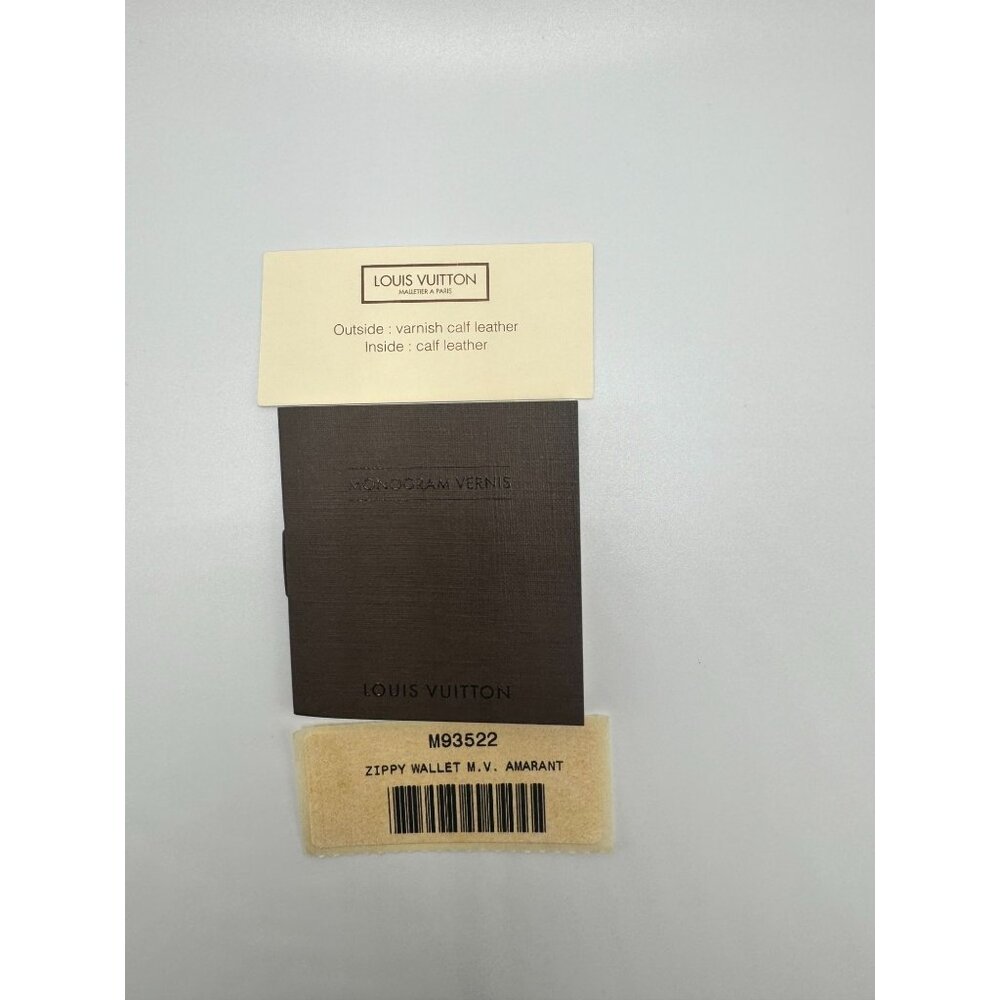 LOUIS VUITTON
MALLETIER A PARIS
Outside : varnish calf leather
Inside : calf leather
MONOGRAM VERNIS
LOUIS VUITTON
M93522
ZIPPY WALLET M.V. AMARANT